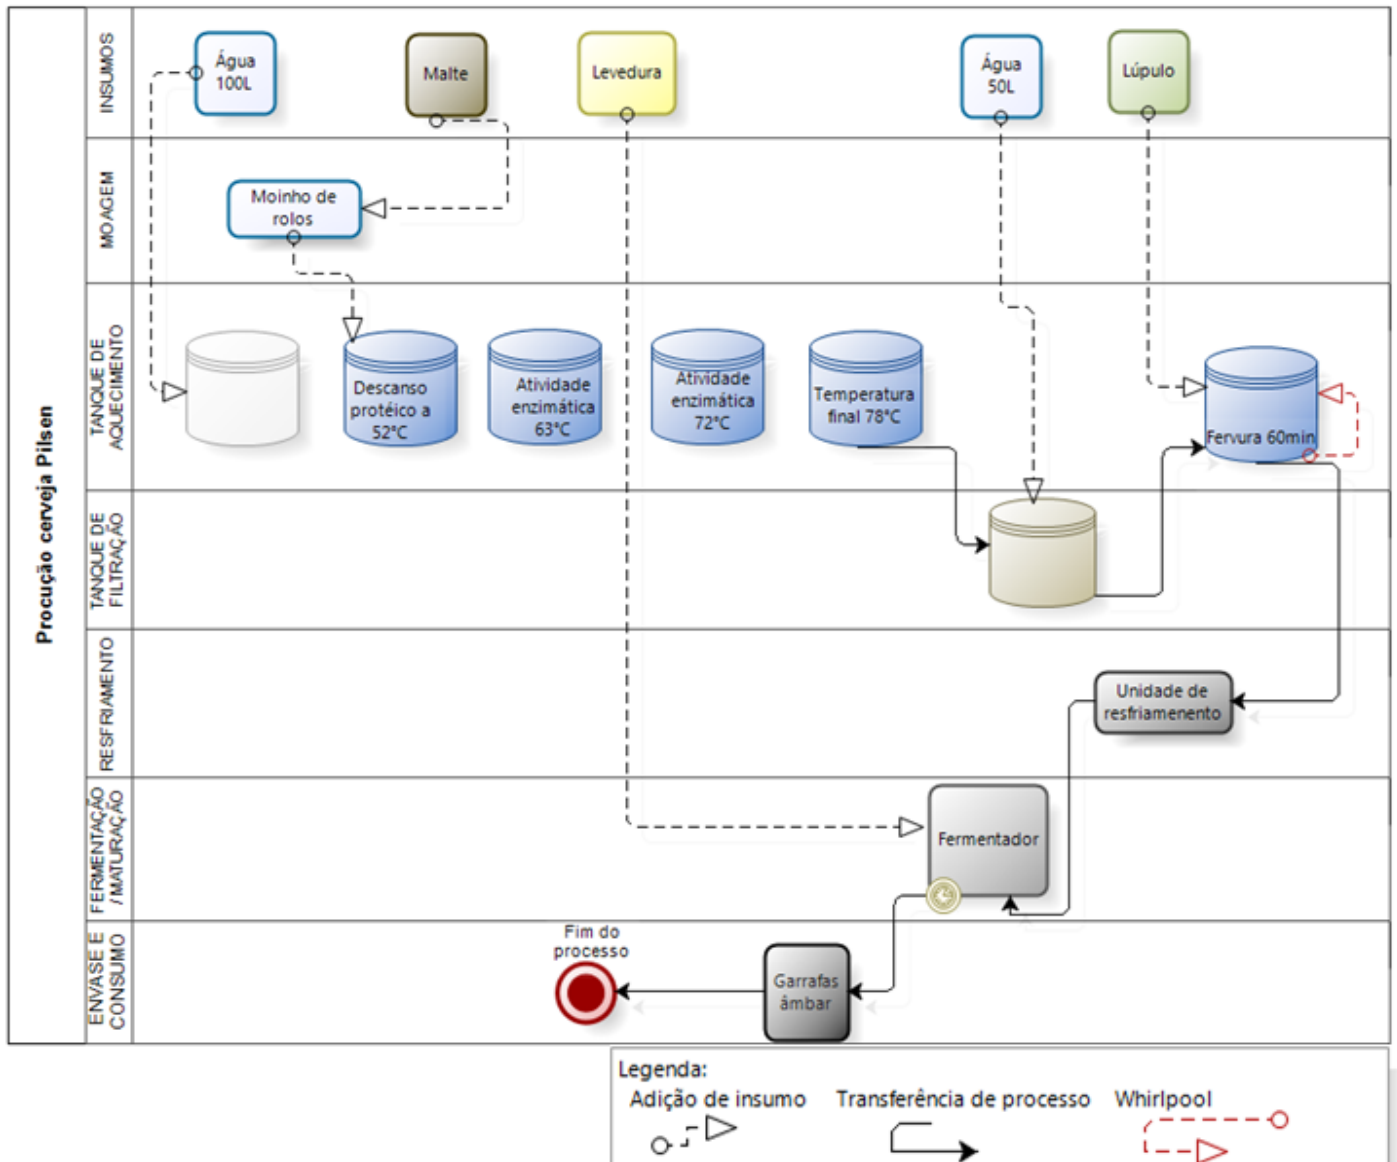 Procução cerveja Pilsen
INSUMOS
Água
100L
Malte
Levedura
Água
50L
Lúpulo
MOAGEM
Moinho de
rolos
TANQUE DE
AQUECIMENTO
Descanso
protéico a
52°C
Atividade
enzimática
63°C
Atividade
enzimática
72°C
Temperatura
final 78°C
Fervura 60min
TANQUE DE
FILTRAÇÃO
RESFRIAMENTO
Unidade de
resfriamenento
FERMENTAÇÃO
/ MATURAÇÃO
Fermentador
ENVASE E
CONSUMO
Fim do
processo
Garrafas
âmbar
Legenda:
Adição de insumo
Transferência de processo
Whirlpool